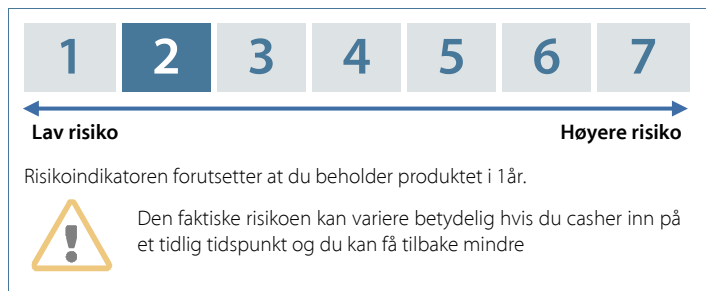 1 2 3 4 5 6 7
Lav risiko Høyere risiko
Risikoindikatoren forutsetter at du beholder produktet i 1år.
Den faktiske risikoen kan variere betydelig hvis du casher inn på
et tidlig tidspunkt og du kan få tilbake mindre